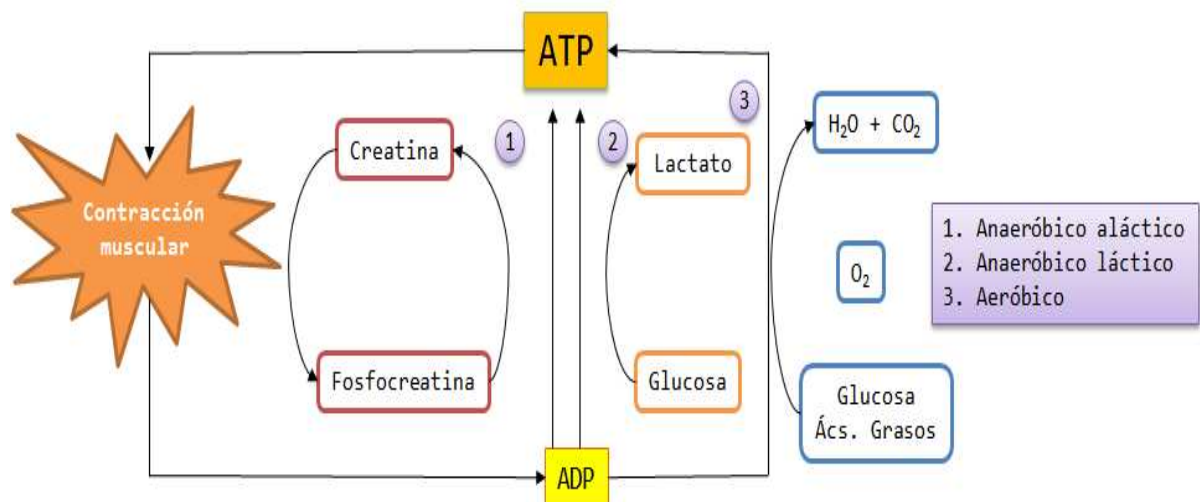 ATP
1
2
3
Creatina
Lactato
H₂O + CO₂
Contracción
muscular
O₂
1. Anaeróbico aláctico
2. Anaeróbico láctico
3. Aeróbico
Fosfocreatina
Glucosa
Glucosa
Ács. Grasos
ADP